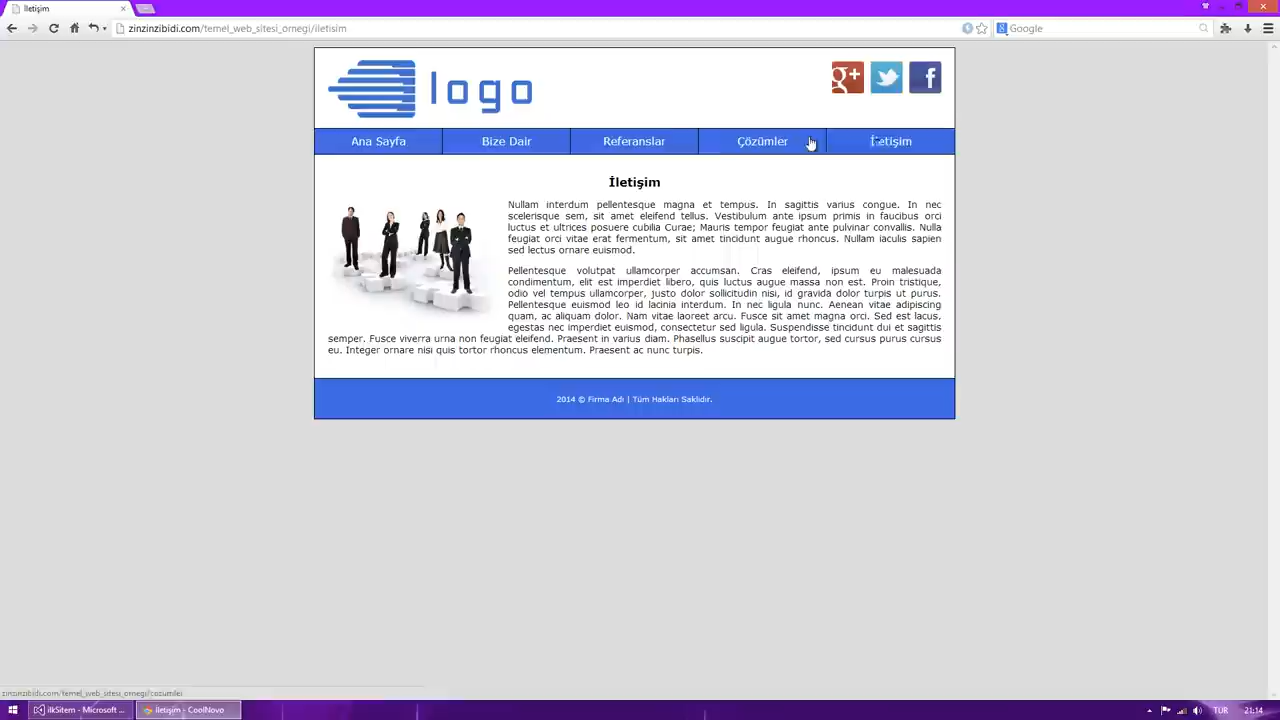 İletişim
zinzinzibidi.com/temel_web_sitesi_ornegi/iletisim
Google
logo
g+
f
Ana Sayfa
Bize Dair
Referanslar
Çözümler
İletişim
İletişim
Nullam interdum pellentesque magna et tempus. In sagittis varius congue. In nec
scelerisque sem, sit amet eleifend tellus. Vestibulum ante ipsum primis in faucibus orci
luctus et ultrices posuere cubilia Curae; Mauris tempor feugiat ante pulvinar convallis. Nulla
feugiat orci vitae erat fermentum, sit amet tincidunt augue rhoncus. Nullam iaculis sapien
sed lectus ornare euismod.
Pellentesque volutpat ullamcorper accumsan. Cras eleifend, ipsum eu malesuada
condimentum, elit est imperdiet libero, quis luctus augue massa non est. Proin tristique,
odio vel tempus ullamcorper, justo dolor sollicitudin nisi, id gravida dolor turpis ut purus.
Pellentesque euismod leo id lacinia interdum. In nec ligula nunc. Aenean vitae adipiscing
quam, ac aliquam dolor. Nam vitae laoreet arcu. Fusce sit amet magna orci. Sed est lacus,
egestas nec imperdiet euismod, consectetur sed ligula. Suspendisse tincidunt dui et sagittis
semper. Fusce viverra urna non feugiat eleifend. Praesent in varius diam. Phasellus suscipit augue tortor, sed cursus purus cursus
eu. Integer ornare nisi quis tortor rhoncus elementum. Praesent ac nunc turpis.
2014 © Firma Adı | Tüm Hakları Saklıdır.
zinzinzibidi.com/temel_web_sitesi_ornegi/cozumler
ilkSitem - Microsoft ...
İletişim - CoolNovo
TUR
21:14